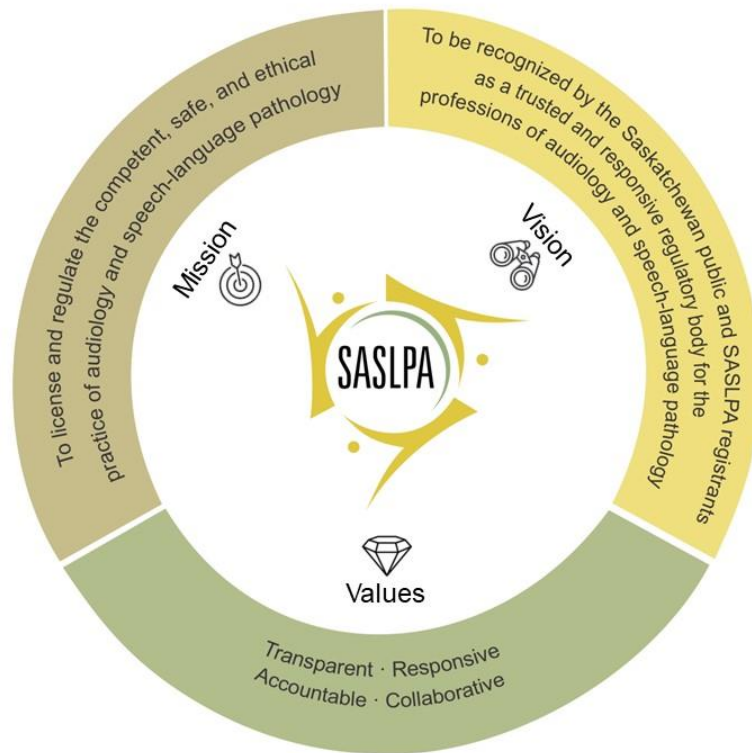 Mission
To license and regulate the competent, safe, and ethical
practice of audiology and speech-language pathology
Vision
To be recognized by the Saskatchewan public and SASLPA registrants
as a trusted and responsive regulatory body for the
professions of audiology and speech-language pathology
SASLPA
Values
Transparent · Responsive
Accountable · Collaborative